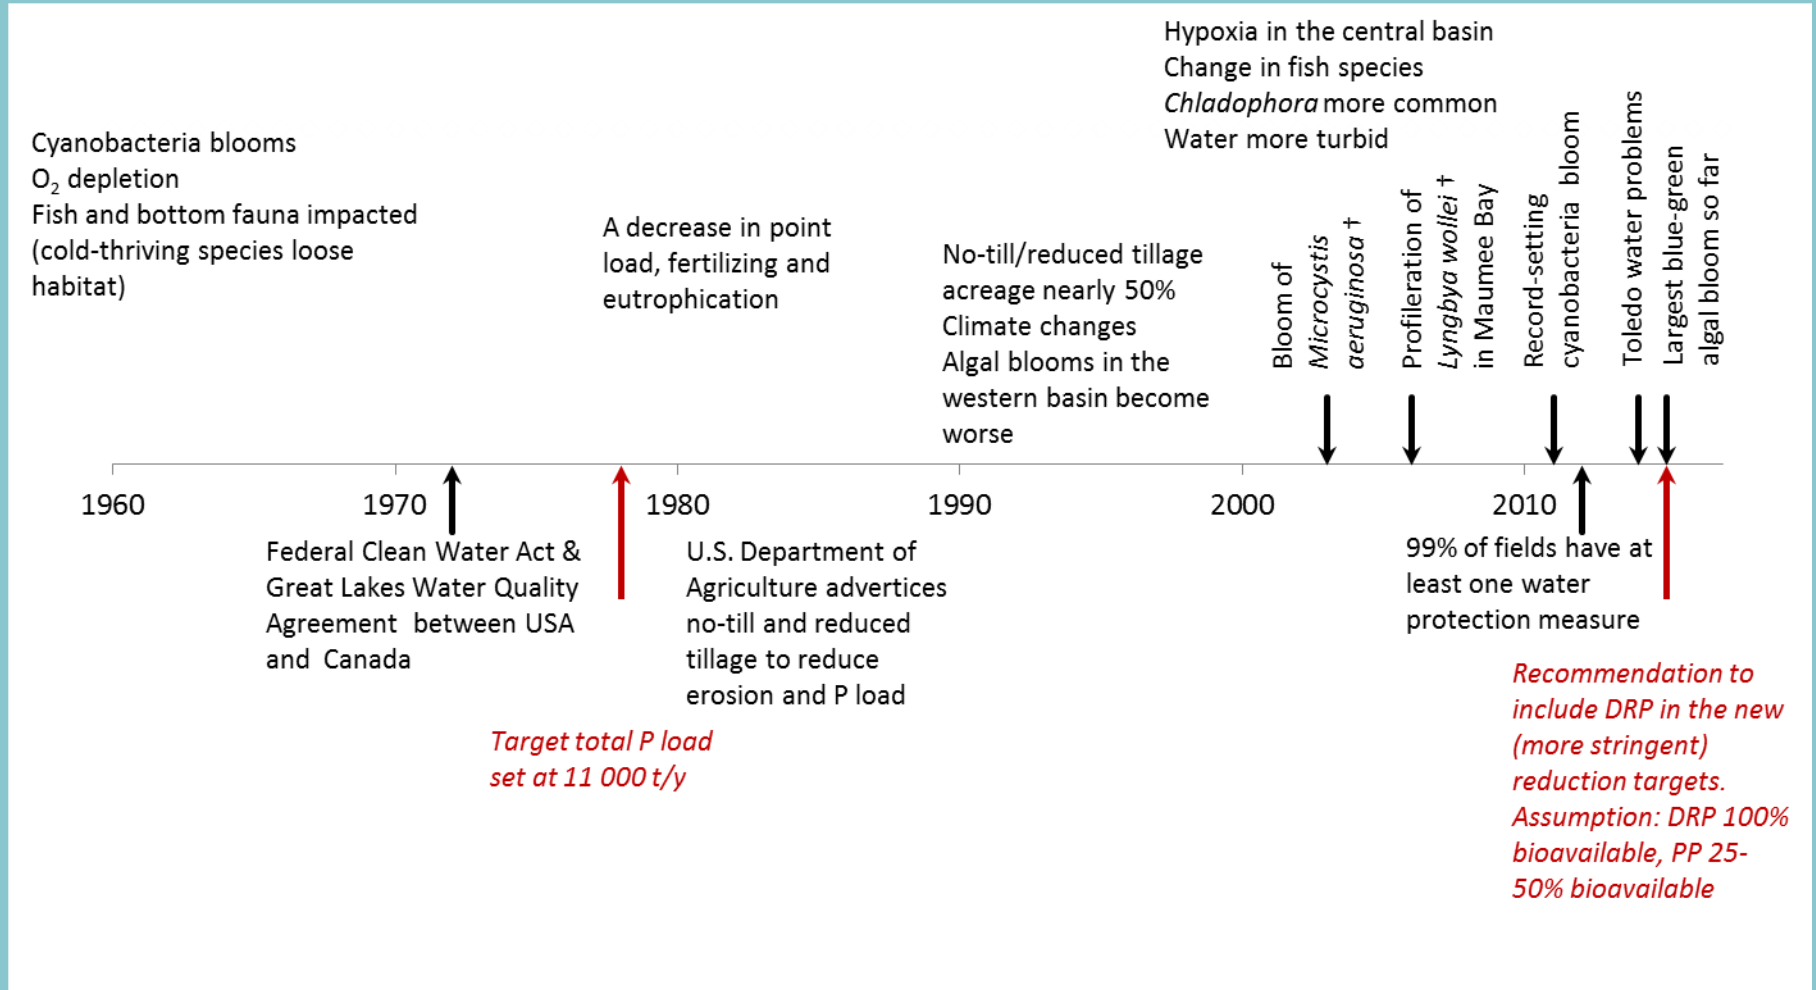 Hypoxia in the central basin
Change in fish species
Chladophora more common
Water more turbid
Cyanobacteria blooms
O₂ depletion
Fish and bottom fauna impacted
(cold-thriving species loose
habitat)
A decrease in point
load, fertilizing and
eutrophication
No-till/reduced tillage
acreage nearly 50%
Climate changes
Algal blooms in the
western basin become
worse
Bloom of
Microcystis
aeruginosa †
Profileration of
Lyngbya wollei †
in Maumee Bay
Record-setting
cyanobacteria bloom
Toledo water problems
Largest blue-green
algal bloom so far
1960
1970
1980
1990
2000
2010
Federal Clean Water Act &
Great Lakes Water Quality
Agreement between USA
and Canada
U.S. Department of
Agriculture advertices
no-till and reduced
tillage to reduce
erosion and P load
99% of fields have at
least one water
protection measure
Target total P load
set at 11 000 t/y
Recommendation to
include DRP in the new
(more stringent)
reduction targets.
Assumption: DRP 100%
bioavailable, PP 25-
50% bioavailable